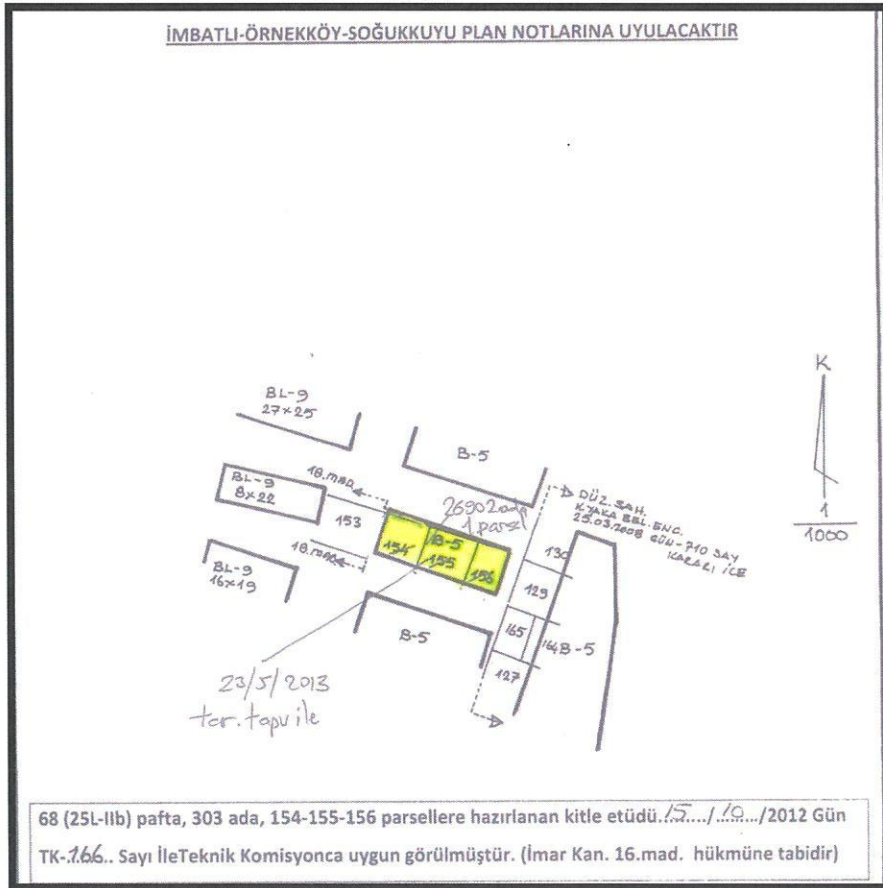 İMBATLI-ÖRNEKKÖY-SOĞUKKUYU PLAN NOTLARINA UYULACAKTIR
K
1
1000
BL-9
27x25
B-5
BL-9
8x22
18.mad.
153
26902 ada
1 parsel
DÜZ. SAH.
K.YAKA BEL. ENC.
25.03.2008 GÜN-710 SAY
KARARI İLE
154
B-5
155
156
130
129
18.mad.
BL-9
16x19
B-5
165
164
B-5
127
23/5/2013
tar. tapu ile
68 (25L-IIb) pafta, 303 ada, 154-155-156 parsellere hazırlanan kitle etüdü 15..../.10.../2012 Gün
TK-.166.. Sayı İleTeknik Komisyonca uygun görülmüştür. (İmar Kan. 16.mad. hükmüne tabidir)